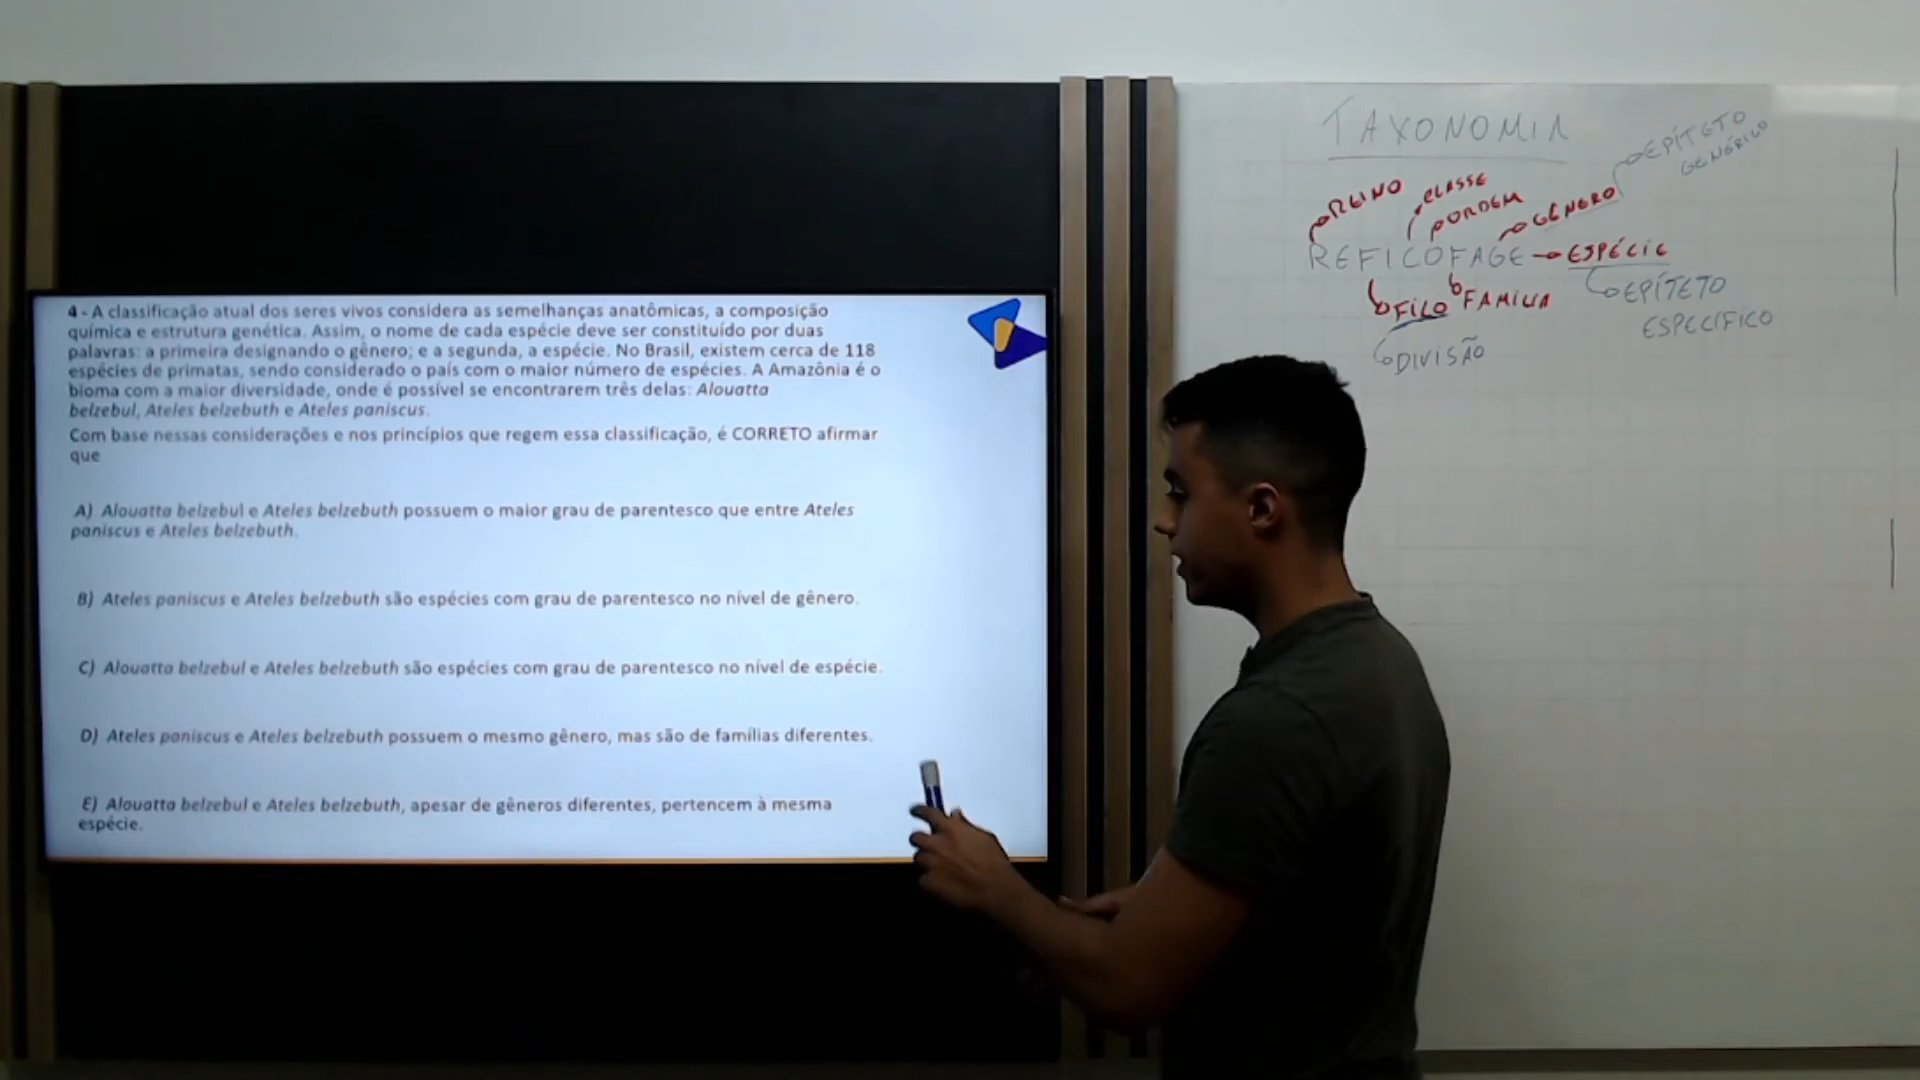 4 - A classificação atual dos seres vivos considera as semelhanças anatômicas, a composição
química e estrutura genética. Assim, o nome de cada espécie deve ser constituído por duas
palavras: a primeira designando o gênero; e a segunda, a espécie. No Brasil, existem cerca de 118
espécies de primatas, sendo considerado o país com o maior número de espécies. A Amazônia é o
bioma com a maior diversidade, onde é possível se encontrarem três delas: Alouatta
belzebul, Ateles belzebuth e Ateles paniscus.
Com base nessas considerações e nos princípios que regem essa classificação, é CORRETO afirmar
que
A) Alouatta belzebul e Ateles belzebuth possuem o maior grau de parentesco que entre Ateles
paniscus e Ateles belzebuth.
B) Ateles paniscus e Ateles belzebuth são espécies com grau de parentesco no nível de gênero.
C) Alouatta belzebul e Ateles belzebuth são espécies com grau de parentesco no nível de espécie.
D) Ateles paniscus e Ateles belzebuth possuem o mesmo gênero, mas são de famílias diferentes.
E) Alouatta belzebul e Ateles belzebuth, apesar de gêneros diferentes, pertencem à mesma
espécie.
TAXONOMIA
EPÍTETO
GENÉRICO
REINO
CLASSE
ORDEM
GÊNERO
REFICOFAGE → ESPÉCIE
FILO
FAMÍLIA
EPÍTETO
ESPECÍFICO
DIVISÃO